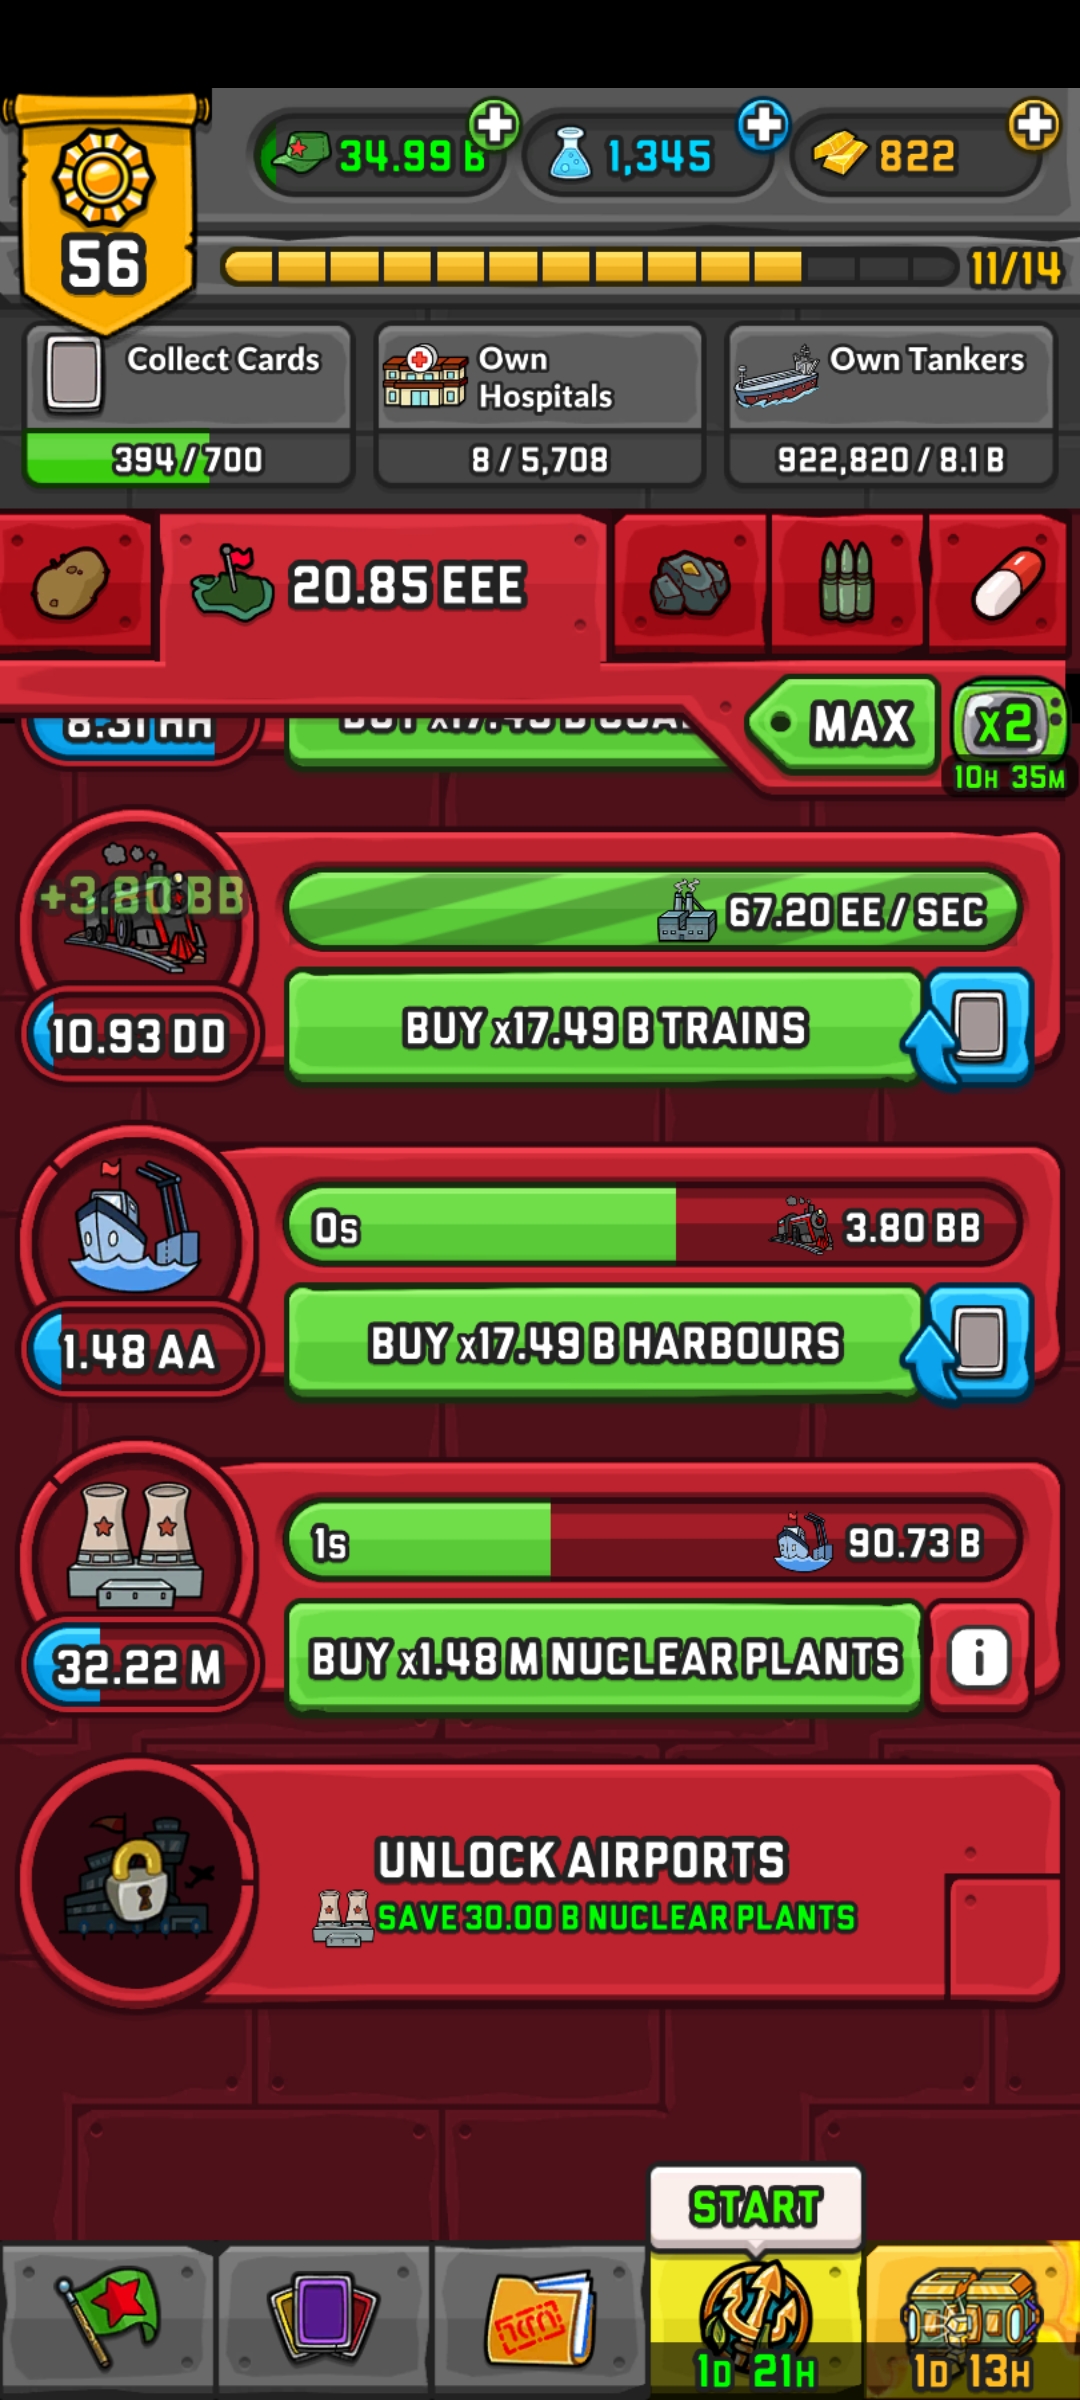 56
34.99 B
1,345
822
11/14
Collect Cards
394/700
Own
Hospitals
8/5,708
Own Tankers
922,820/8.1 B
20.85 EEE
MAX
x2
10H 35M
8.31 HH
+3.80 BB
67.20 EE/SEC
10.93 DD
BUY x17.49 B TRAINS
0s
3.80 BB
1.48 AA
BUY x17.49 B HARBOURS
1s
90.73 B
32.22 M
BUY x1.48 M NUCLEAR PLANTS
i
UNLOCK AIRPORTS
SAVE 30.00 B NUCLEAR PLANTS
START
1D 21H
1D 13H